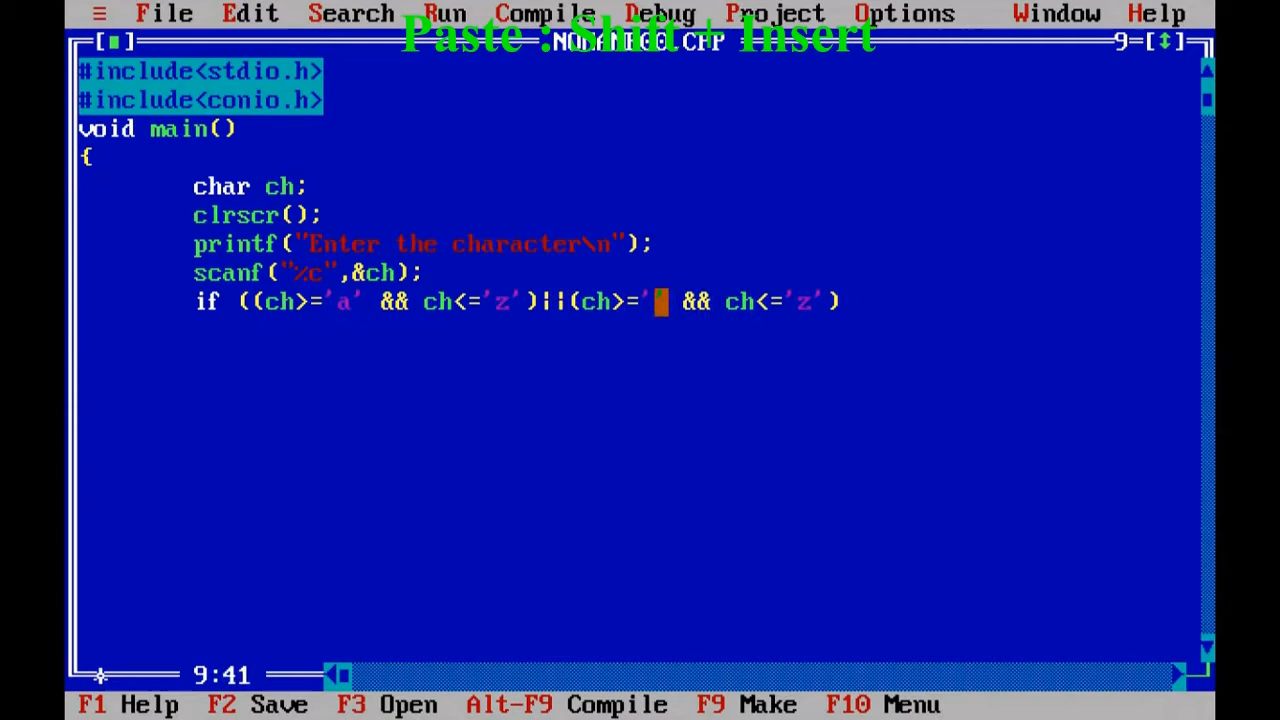 ≡ File Edit Search Run Compile Debug Project Options Window Help
Paste : Shift + Insert
9=[↕]
#include<stdio.h>
#include<conio.h>
void main()
{
char ch;
clrscr();
printf("Enter the character\n");
scanf("%c",&ch);
if ((ch>='a' && ch<='z')||(ch>='' && ch<='z')
9:41
F1 Help F2 Save F3 Open Alt-F9 Compile F9 Make F10 Menu